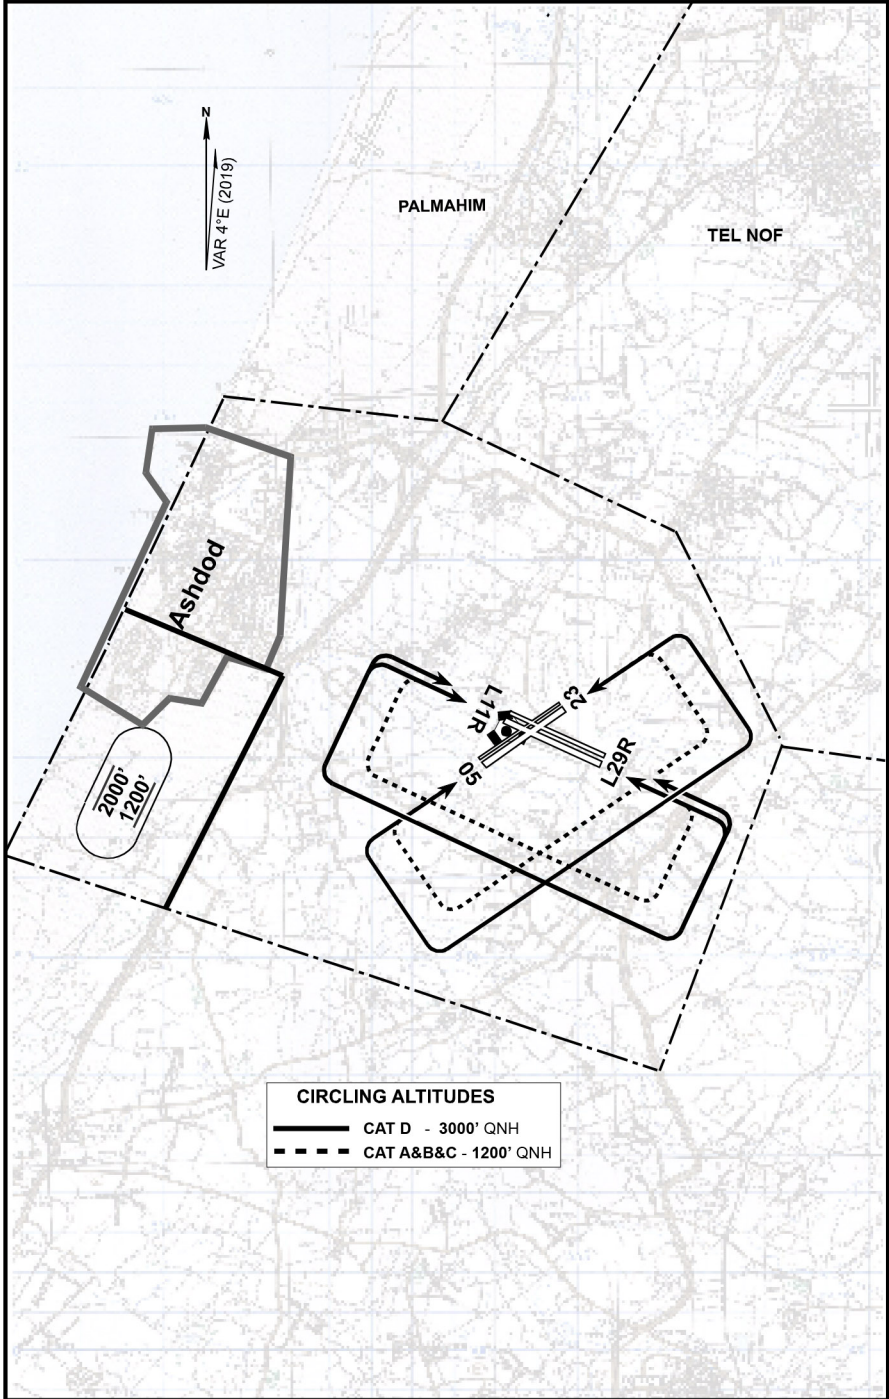 N
VAR 4°E (2019)
PALMAHIM
TEL NOF
Ashdod
2000'
1200'
L11R
23
05
L29R
CIRCLING ALTITUDES
CAT D - 3000' QNH
CAT A&B&C - 1200' QNH